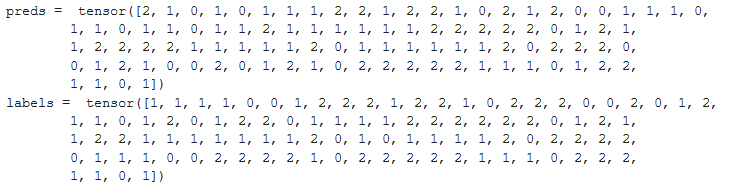 preds =  tensor([2, 1, 0, 1, 0, 1, 1, 1, 2, 2, 1, 2, 2, 1, 0, 2, 1, 2, 0, 0, 1, 1, 1, 0,
1, 1, 0, 1, 1, 0, 1, 1, 2, 1, 1, 1, 1, 1, 1, 2, 2, 2, 2, 2, 0, 1, 2, 1,
1, 2, 2, 2, 2, 1, 1, 1, 1, 1, 2, 0, 1, 1, 1, 1, 1, 1, 2, 2, 0, 2, 2, 2, 0,
0, 1, 2, 1, 0, 0, 2, 0, 1, 2, 1, 0, 2, 2, 2, 2, 2, 1, 1, 1, 0, 1, 2, 2,
1, 1, 0, 1])
labels =  tensor([1, 1, 1, 1, 0, 0, 1, 2, 2, 2, 1, 2, 2, 1, 0, 2, 2, 2, 0, 0, 2, 0, 1, 2,
1, 1, 0, 1, 2, 0, 1, 2, 2, 0, 1, 1, 1, 1, 2, 2, 2, 2, 2, 2, 0, 1, 2, 1,
1, 2, 2, 1, 1, 1, 1, 1, 1, 1, 2, 0, 1, 0, 1, 1, 1, 1, 2, 0, 2, 2, 2, 2,
0, 1, 1, 1, 0, 0, 2, 2, 2, 2, 1, 0, 2, 2, 2, 2, 2, 1, 1, 1, 0, 2, 2, 2,
1, 1, 0, 1])